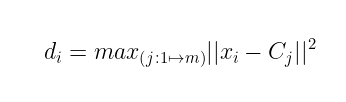 d_i = max_{(j:1↦m)}||x_i − C_j||^2